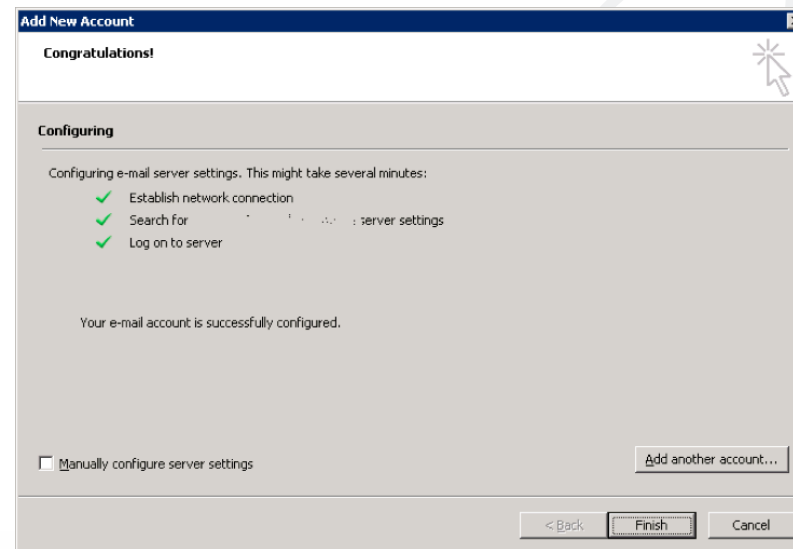 Add New Account
Congratulations!
Configuring
Configuring e-mail server settings. This might take several minutes:
Establish network connection
Search for server settings
Log on to server
Your e-mail account is successfully configured.
Manually configure server settings
Add another account...
< Back Finish Cancel